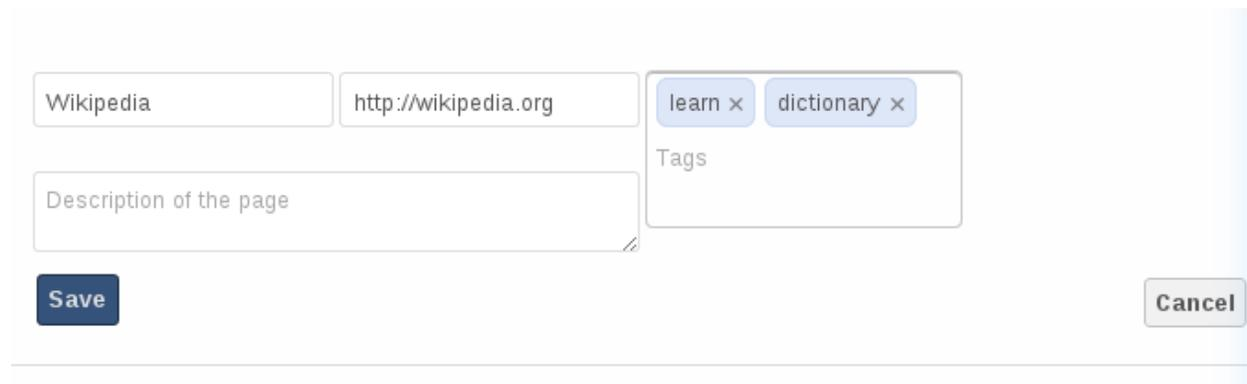 Wikipedia
http://wikipedia.org
learn × dictionary ×
Tags
Description of the page
Save
Cancel